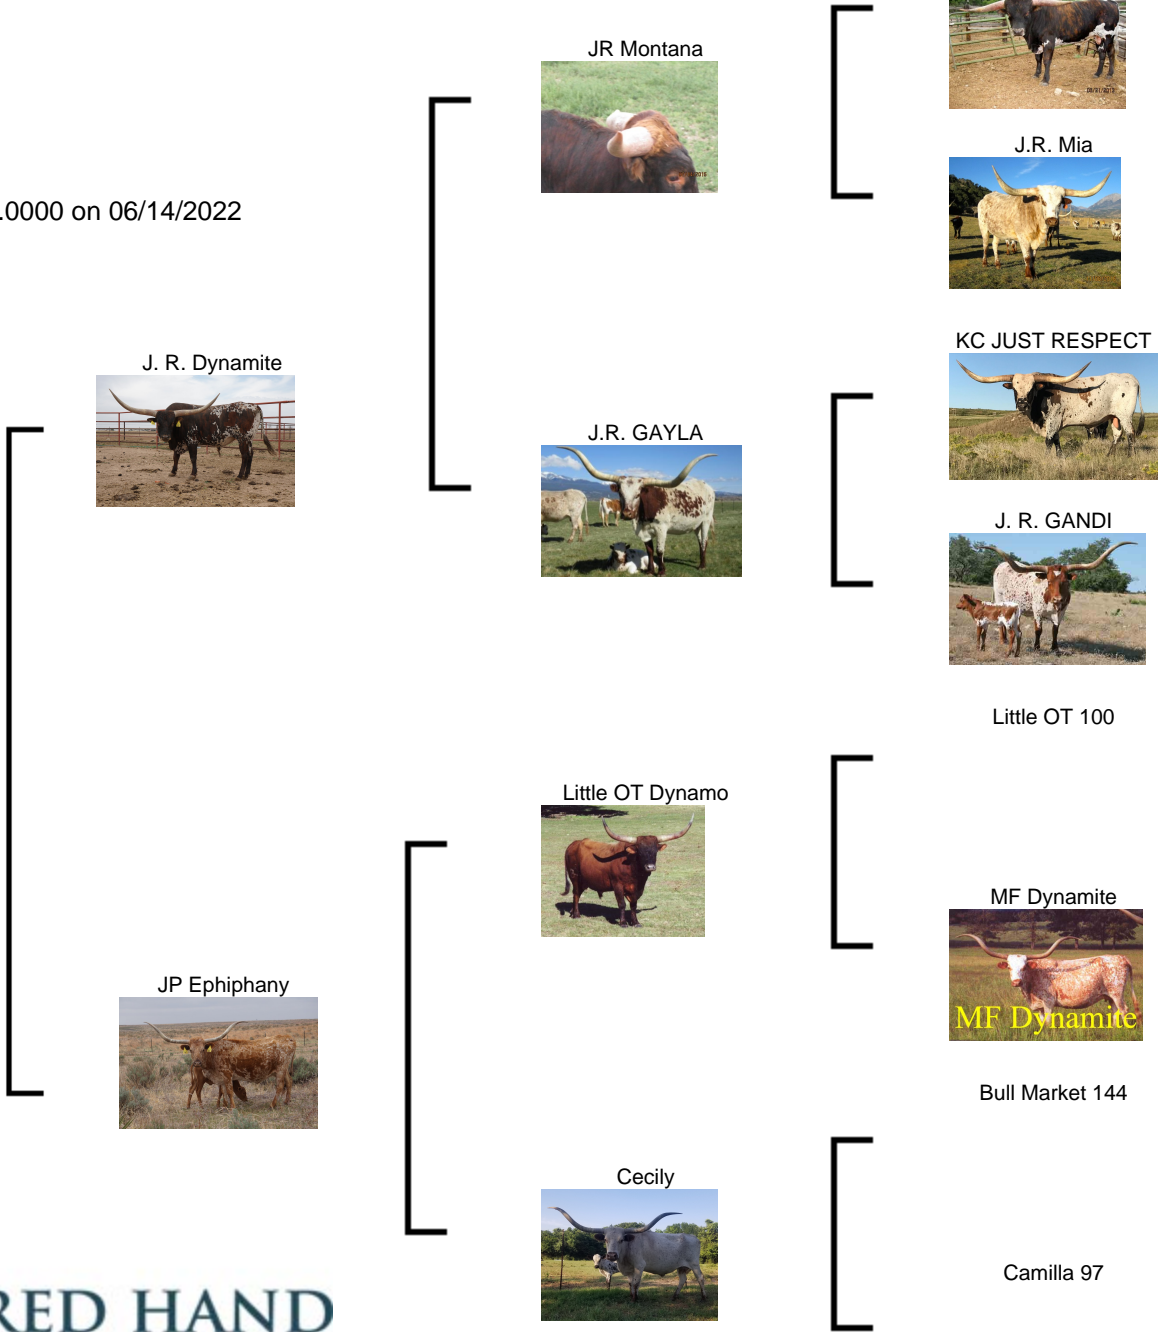 JR Montana
J.R. Mia
.0000 on 06/14/2022
KC JUST RESPECT
J. R. Dynamite
J.R. GAYLA
J. R. GANDI
Little OT 100
Little OT Dynamo
MF Dynamite
MF Dynamite
JP Ephiphany
Bull Market 144
Cecily
Camilla 97
RED HAND